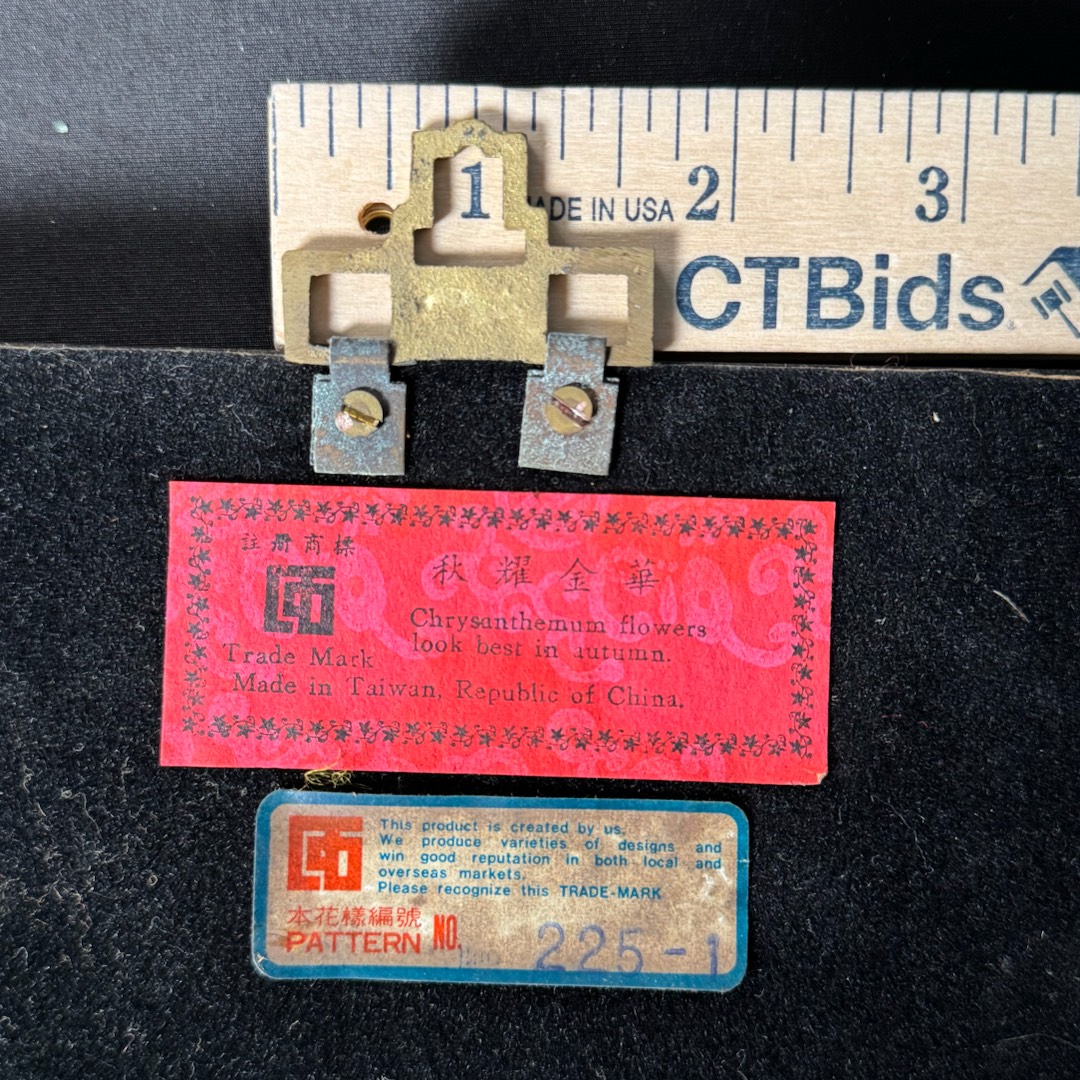 1
2
3
MADE IN USA
CTBids
註冊商標
秋耀金華
Chrysanthemum flowers
look best in autumn.
Trade Mark
Made in Taiwan, Republic of China.
This product is created by us.
We produce varieties of designs and
win good reputation in both local and
overseas markets.
Please recognize this TRADE-MARK
本花樣編號
PATTERN NO.
225-1